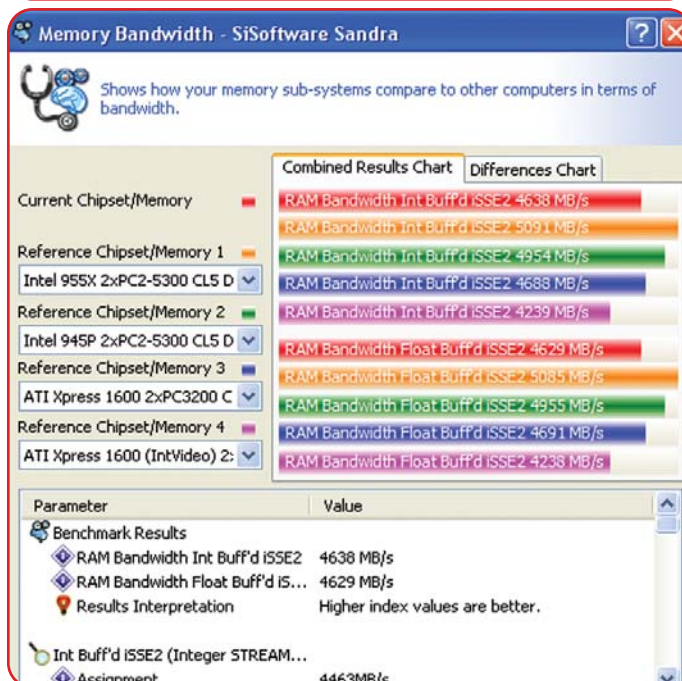 Memory Bandwidth - SiSoftware Sandra
Shows how your memory sub-systems compare to other computers in terms of
bandwidth.
Combined Results Chart Differences Chart
Current Chipset/Memory
RAM Bandwidth Int Buff'd iSSE2 4638 MB/s
RAM Bandwidth Int Buff'd iSSE2 5091 MB/s
Reference Chipset/Memory 1
RAM Bandwidth Int Buff'd iSSE2 4954 MB/s
Intel 955X 2xPC2-5300 CL5 D
RAM Bandwidth Int Buff'd iSSE2 4688 MB/s
Reference Chipset/Memory 2
RAM Bandwidth Int Buff'd iSSE2 4239 MB/s
Intel 945P 2xPC2-5300 CL5 D
RAM Bandwidth Float Buff'd iSSE2 4629 MB/s
Reference Chipset/Memory 3
RAM Bandwidth Float Buff'd iSSE2 5085 MB/s
ATI Xpress 1600 2xPC3200 C
RAM Bandwidth Float Buff'd iSSE2 4955 MB/s
Reference Chipset/Memory 4
RAM Bandwidth Float Buff'd iSSE2 4691 MB/s
ATI Xpress 1600 (IntVideo) 2:
RAM Bandwidth Float Buff'd iSSE2 4238 MB/s
Parameter Value
Benchmark Results
RAM Bandwidth Int Buff'd iSSE2 4638 MB/s
RAM Bandwidth Float Buff'd iS... 4629 MB/s
Results Interpretation Higher index values are better.
Int Buff'd iSSE2 (Integer STREAM...
Assignment 4463MB/s